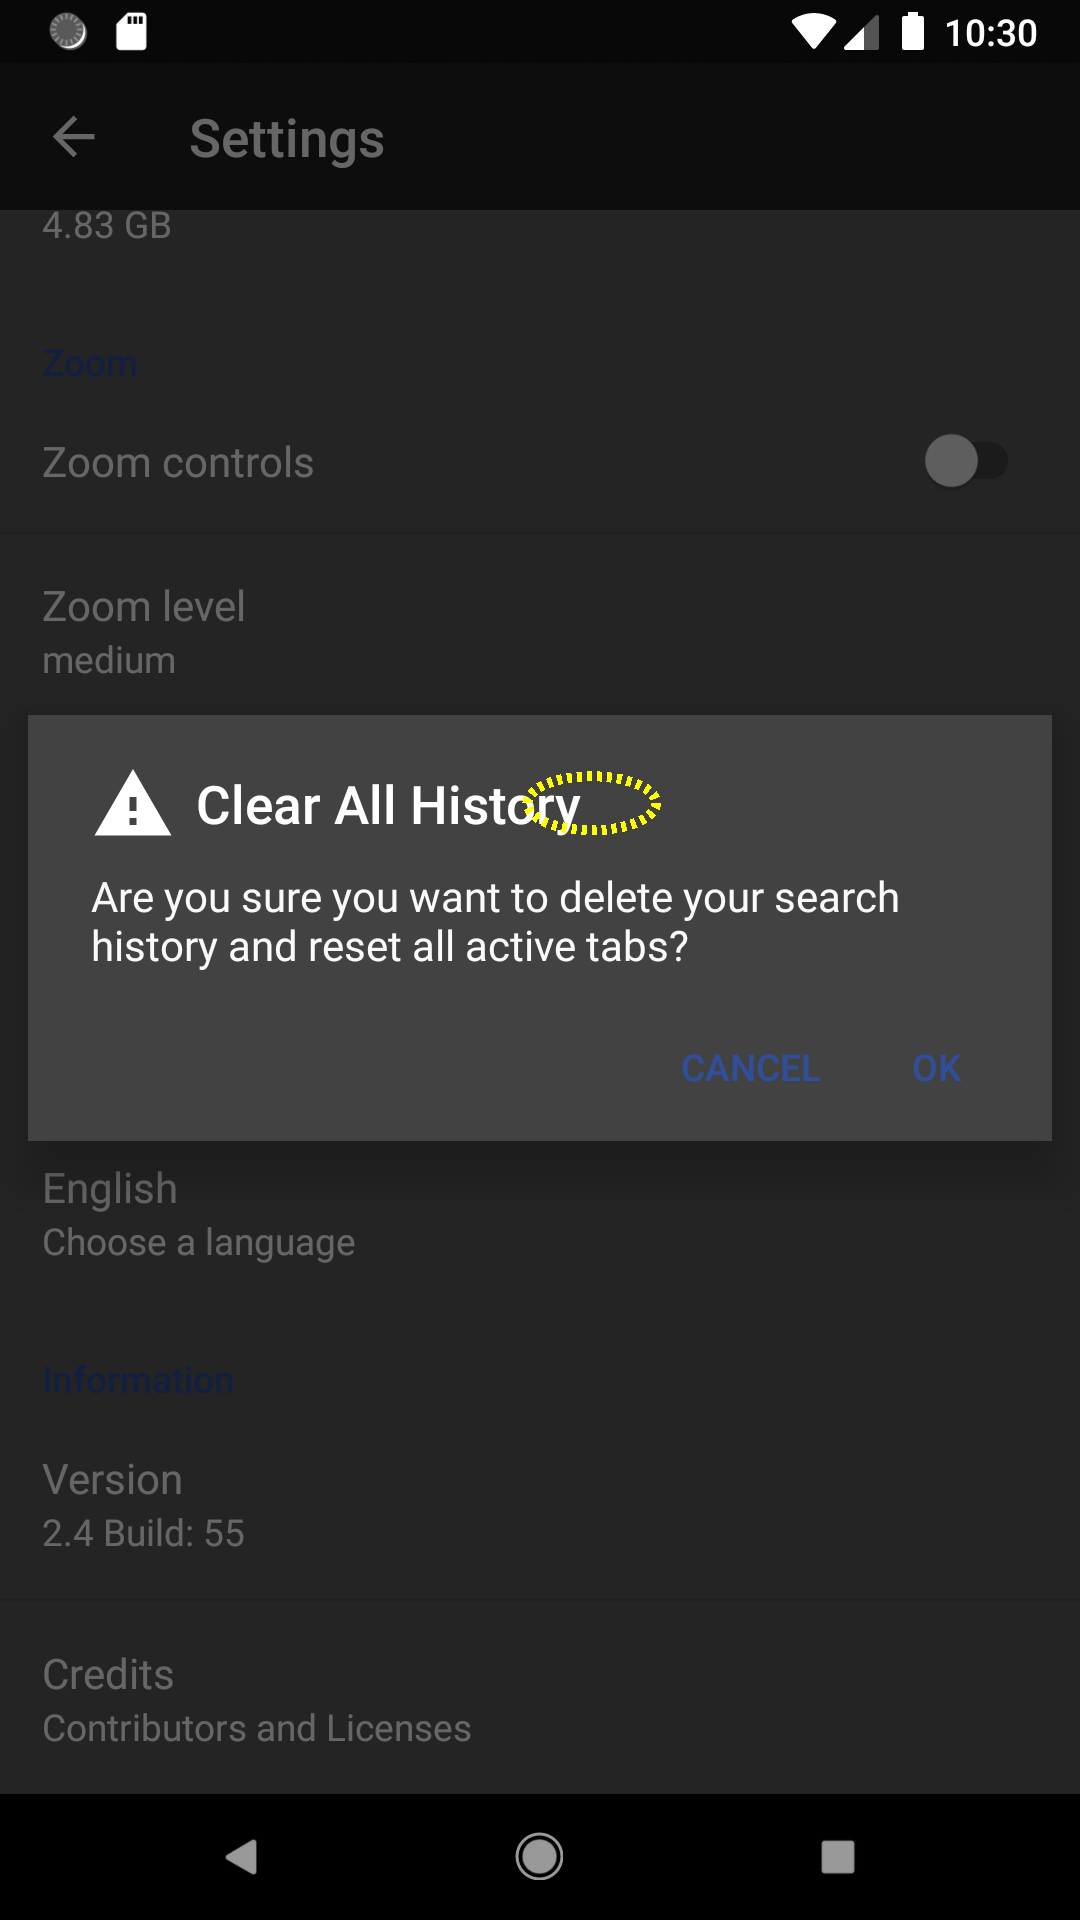 10:30
Settings
4.83 GB
Zoom
Zoom controls
Zoom level
medium
Clear All History
Are you sure you want to delete your search
history and reset all active tabs?
CANCEL OK
English
Choose a language
Information
Version
2.4 Build: 55
Credits
Contributors and Licenses